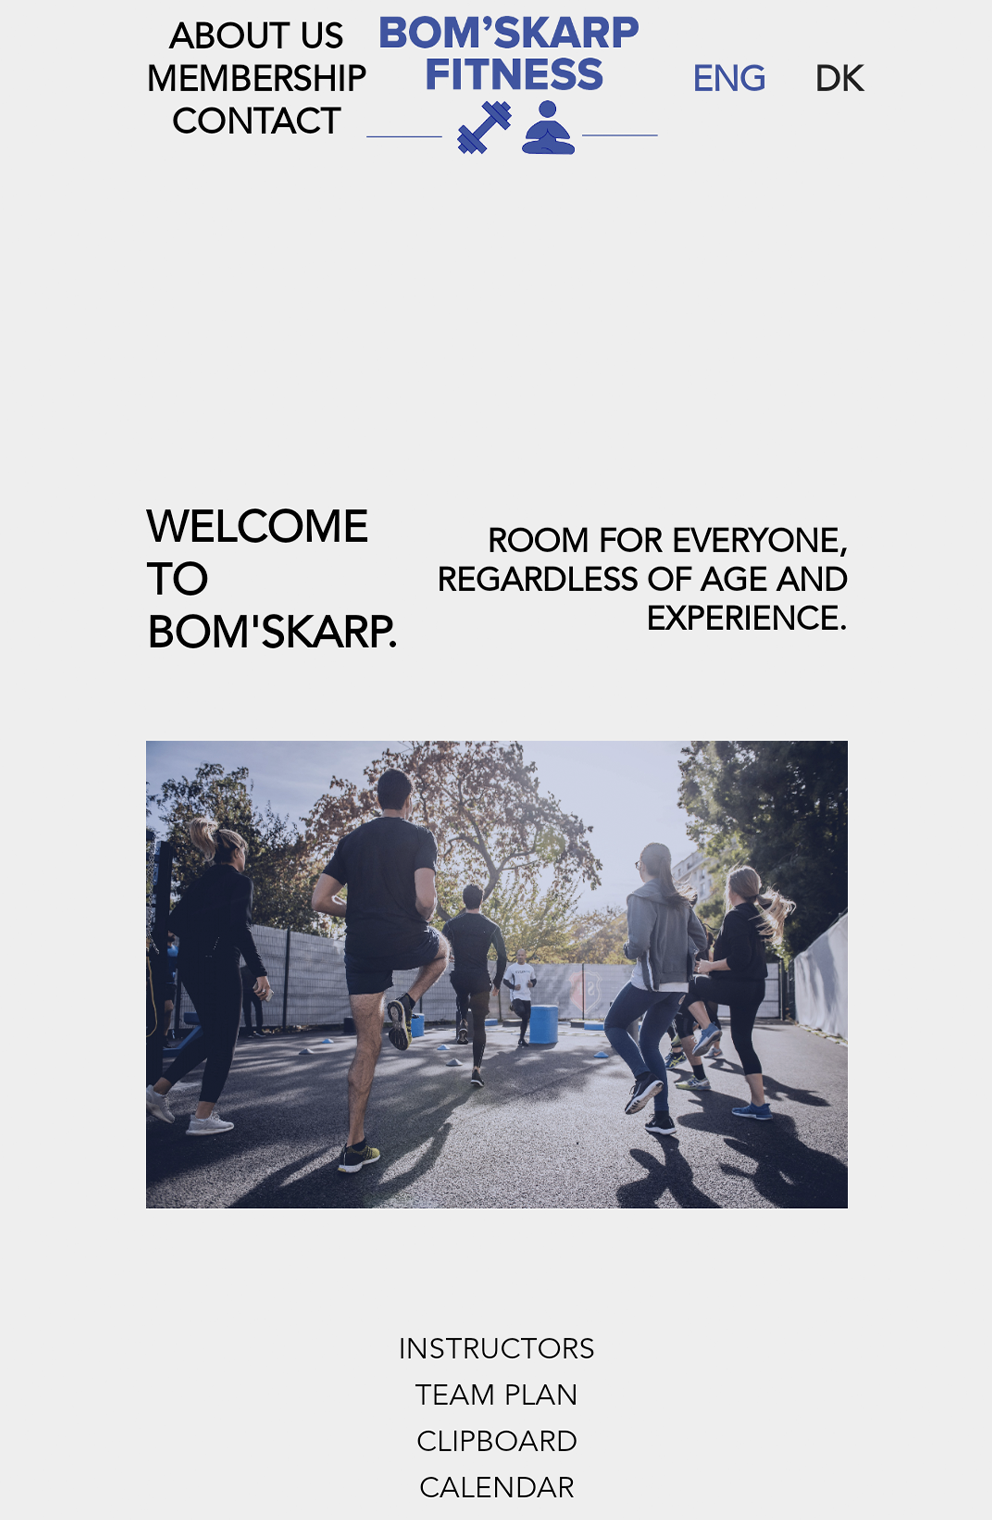 ABOUT US
MEMBERSHIP
CONTACT
BOM’SKARP
FITNESS
ENG DK
WELCOME
TO
BOM'SKARP.
ROOM FOR EVERYONE,
REGARDLESS OF AGE AND
EXPERIENCE.
INSTRUCTORS
TEAM PLAN
CLIPBOARD
CALENDAR